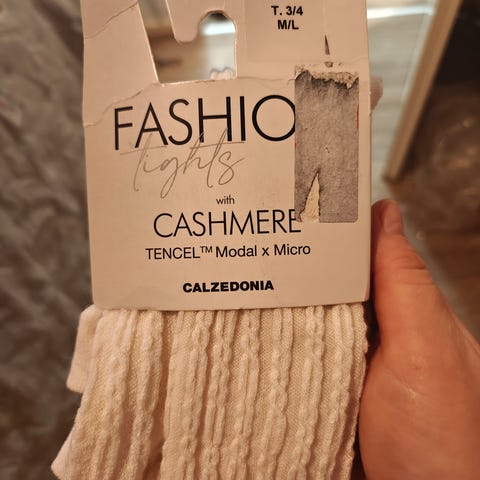 T. 3/4
M/L
FASHIO
tights
with
CASHMERE
TENCEL™ Modal x Micro
CALZEDONIA